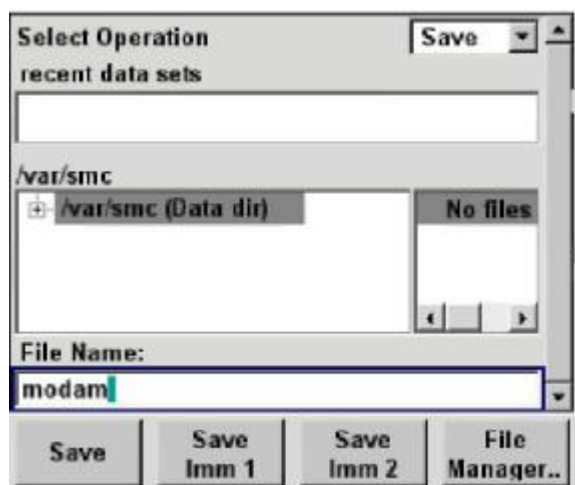 Select Operation Save
recent data sets
/var/smc
/var/smc (Data dir) No files
File Name:
modam
Save Save Imm 1 Save Imm 2 File Manager..